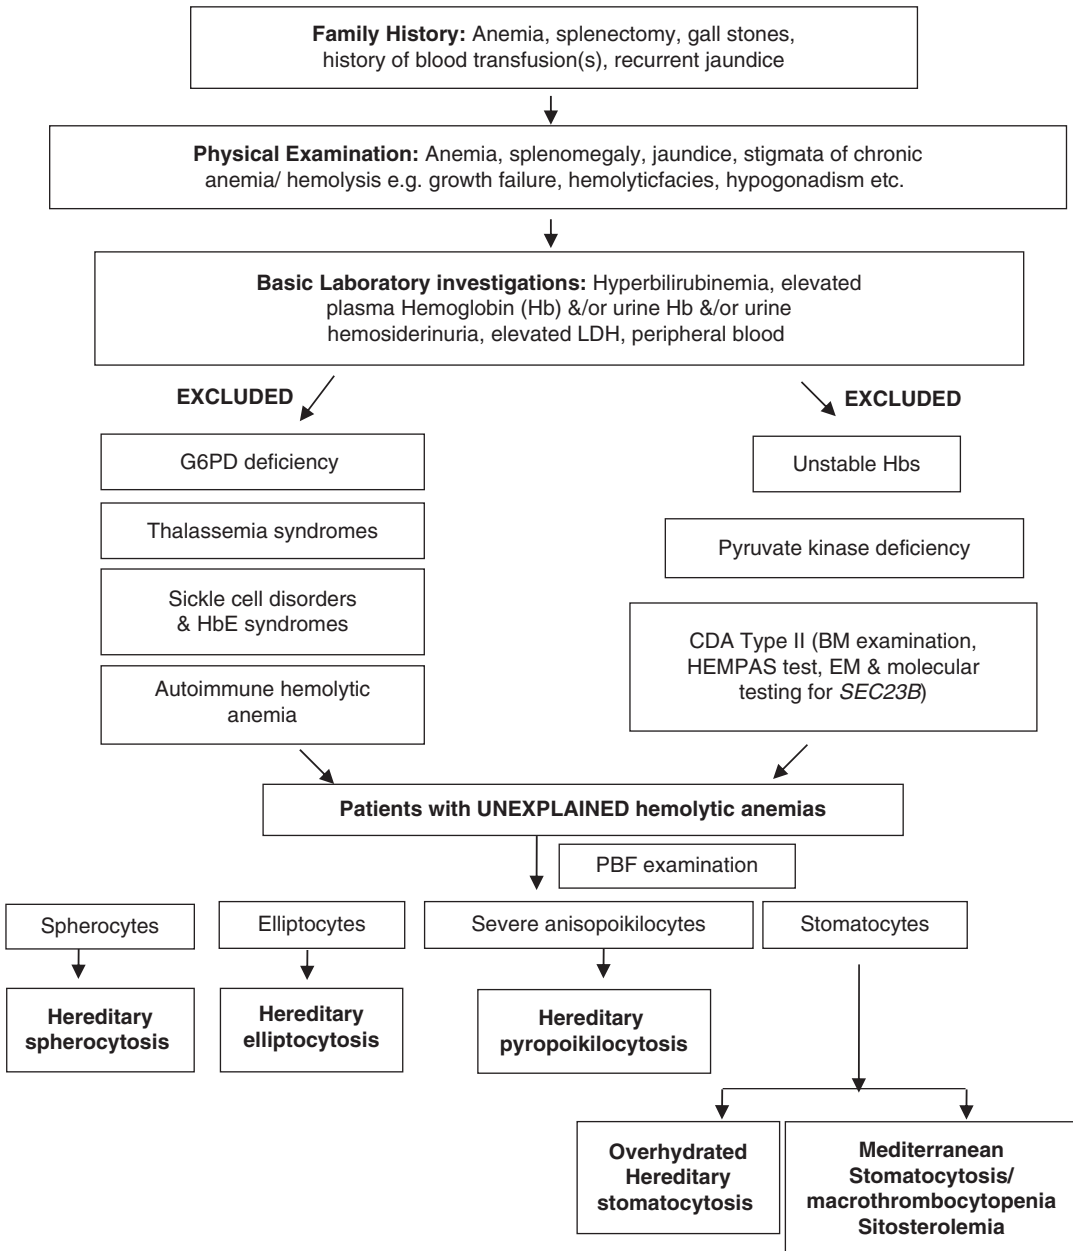 Family History: Anemia, splenectomy, gall stones,
history of blood transfusion(s), recurrent jaundice
Physical Examination: Anemia, splenomegaly, jaundice, stigmata of chronic
anemia/ hemolysis e.g. growth failure, hemolyticfacies, hypogonadism etc.
Basic Laboratory investigations: Hyperbilirubinemia, elevated
plasma Hemoglobin (Hb) &/or urine Hb &/or urine
hemosiderinuria, elevated LDH, peripheral blood
EXCLUDED
G6PD deficiency
Thalassemia syndromes
Sickle cell disorders
& HbE syndromes
Autoimmune hemolytic
anemia
EXCLUDED
Unstable Hbs
Pyruvate kinase deficiency
CDA Type II (BM examination,
HEMPAS test, EM & molecular
testing for SEC23B)
Patients with UNEXPLAINED hemolytic anemias
PBF examination
Spherocytes
Elliptocytes
Severe anisopoikilocytes
Stomatocytes
Hereditary
spherocytosis
Hereditary
elliptocytosis
Hereditary
pyropoikilocytosis
Overhydrated
Hereditary
stomatocytosis
Mediterranean
Stomatocytosis/
macrothrombocytopenia
Sitosterolemia